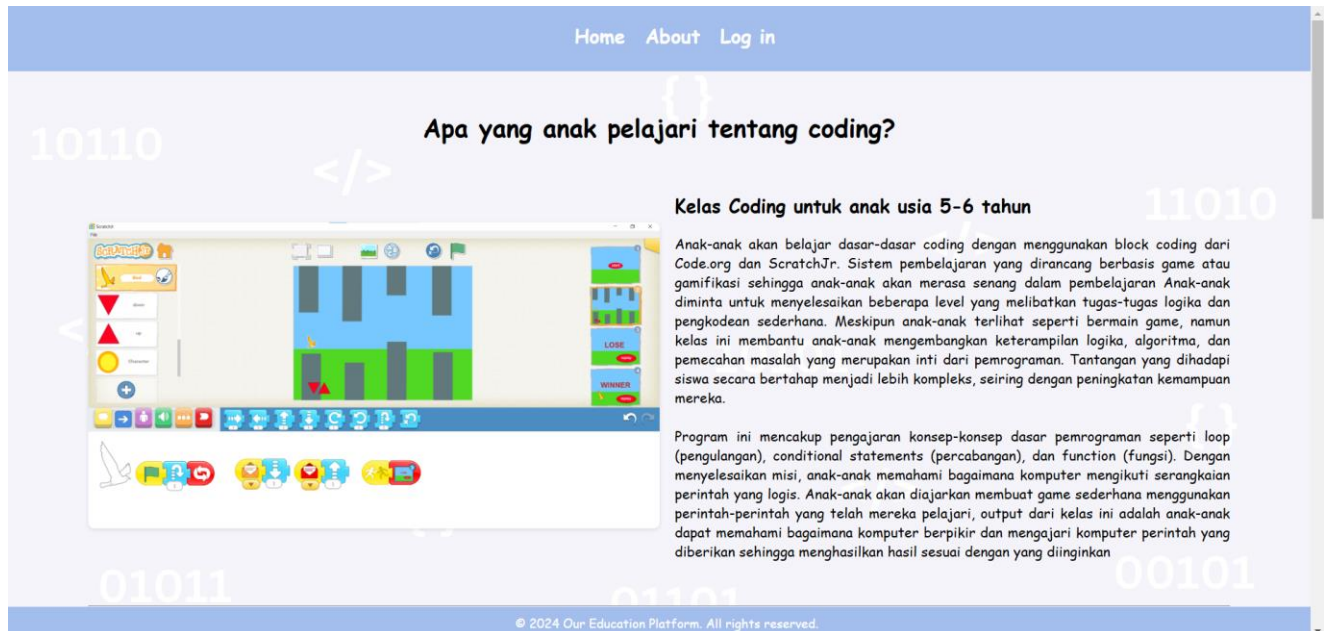 Home About Log in
{ }
Apa yang anak pelajari tentang coding?
10110
</>
11010
Kelas Coding untuk anak usia 5-6 tahun
Anak-anak akan belajar dasar-dasar coding dengan menggunakan block coding dari
Code.org dan ScratchJr. Sistem pembelajaran yang dirancang berbasis game atau
gamifikasi sehingga anak-anak akan merasa senang dalam pembelajaran Anak-anak
diminta untuk menyelesaikan beberapa level yang melibatkan tugas-tugas logika dan
pengkodean sederhana. Meskipun anak-anak terlihat seperti bermain game, namun
kelas ini membantu anak-anak mengembangkan keterampilan logika, algoritma, dan
pemecahan masalah yang merupakan inti dari pemrograman. Tantangan yang dihadapi
siswa secara bertahap menjadi lebih kompleks, seiring dengan peningkatan kemampuan
mereka.
Program ini mencakup pengajaran konsep-konsep dasar pemrograman seperti loop
(pengulangan), conditional statements (percabangan), dan function (fungsi). Dengan
menyelesaikan misi, anak-anak memahami bagaimana komputer mengikuti serangkaian
perintah yang logis. Anak-anak akan diajarkan membuat game sederhana menggunakan
perintah-perintah yang telah mereka pelajari, output dari kelas ini adalah anak-anak
dapat memahami bagaimana komputer berpikir dan mengajari komputer perintah yang
diberikan sehingga menghasilkan hasil sesuai dengan yang diinginkan
SCRATCHJR
LOSE
WINNER
Character
01011
01101
00101
© 2024 Our Education Platform. All rights reserved.